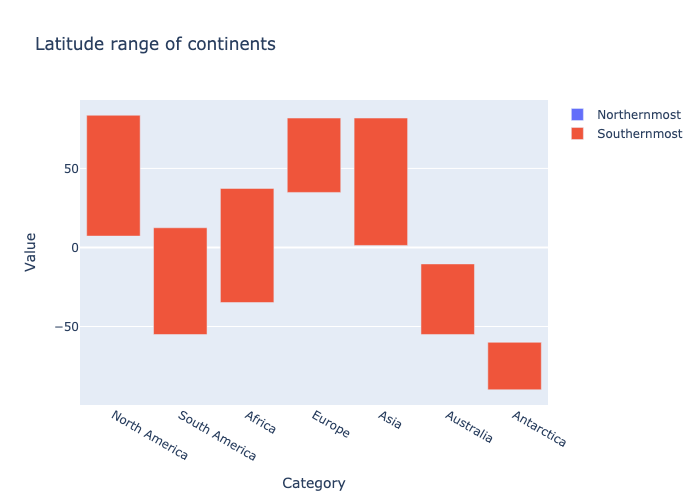 Latitude range of continents
Northernmost
Southernmost
50
0
−50
Value
North America
South America
Africa
Europe
Asia
Australia
Antarctica
Category